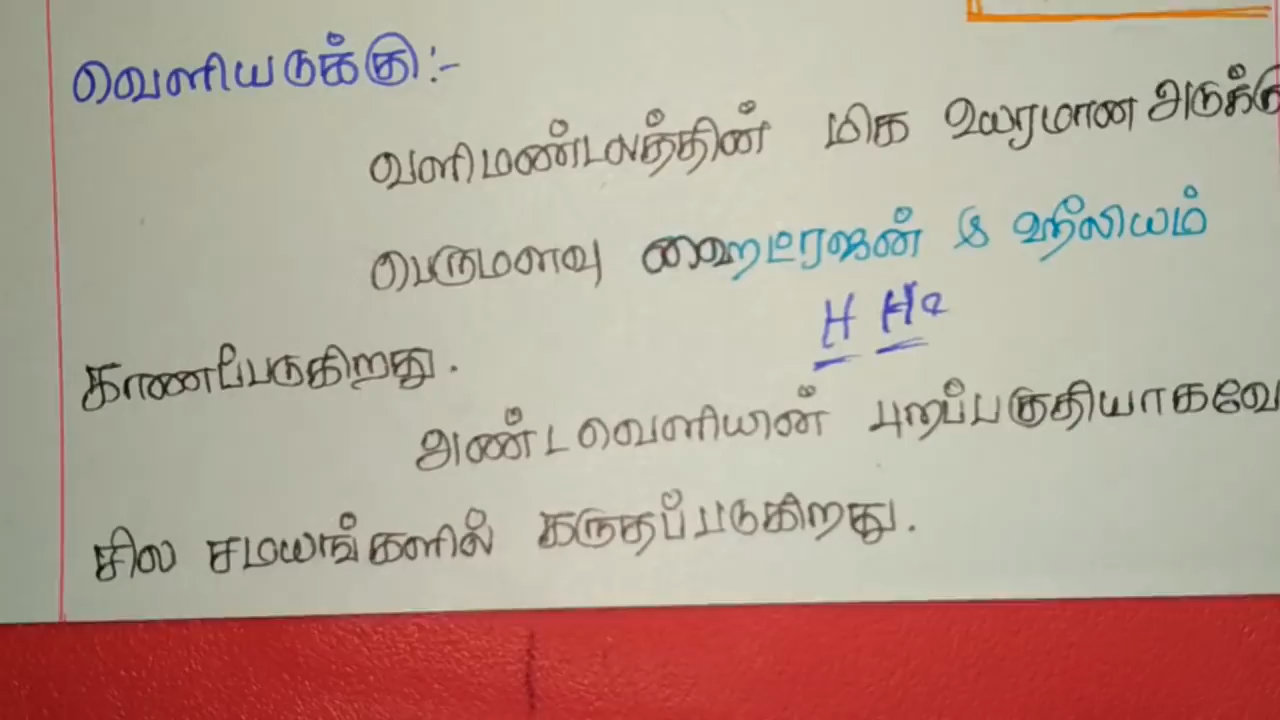 வெளியடுக்கு:-
வளிமண்டலத்தின் மிக உயரமான அடுக்கு
பெருமளவு ஹைட்ரஜன் & ஹீலியம்
H He
காணப்படுகிறது.
அண்டவெளியின் புறப்பகுதியாகவே
சில சமயங்களில் கருதப்படுகிறது.